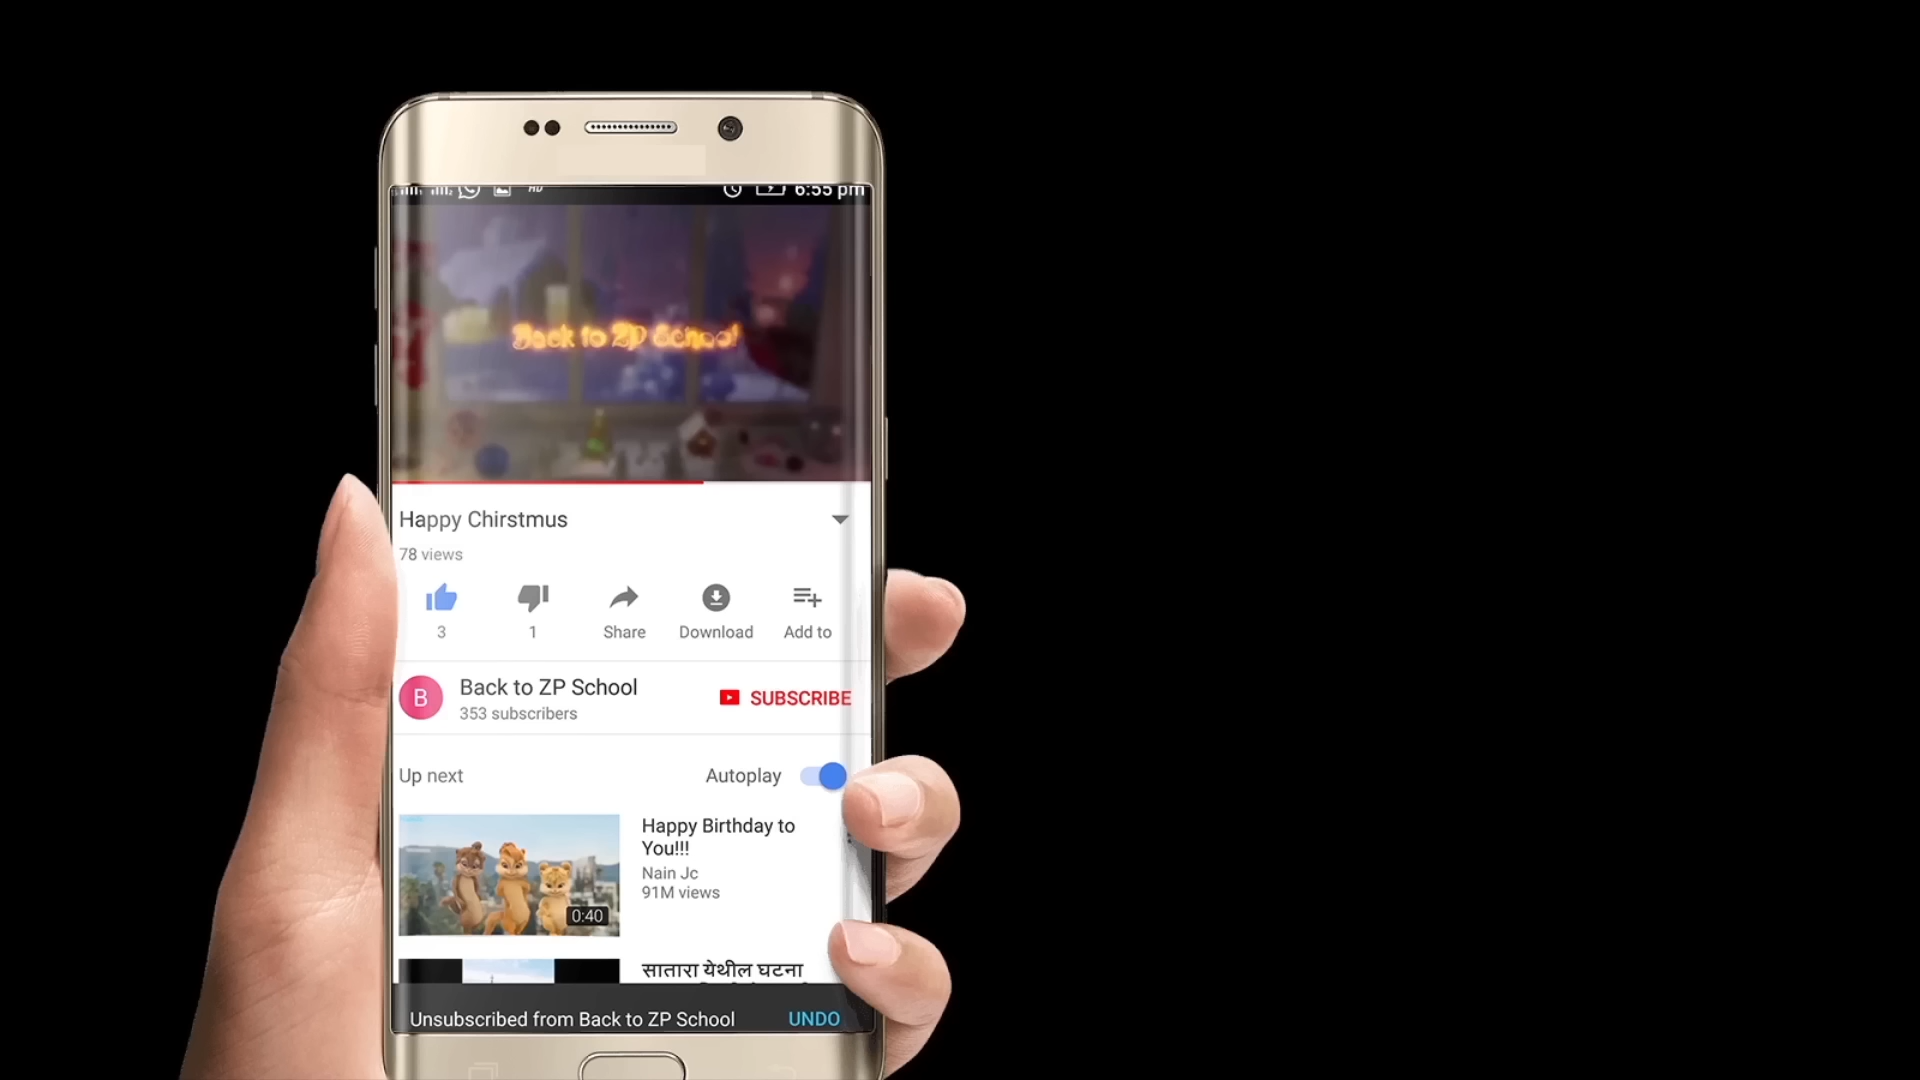 HD 6:55 pm
Back to ZP School
Happy Chirstmus
78 views
3 1 Share Download Add to
B Back to ZP School SUBSCRIBE
353 subscribers
Up next Autoplay
Happy Birthday to
You!!!
Nain Jc
91M views
0:40
सातारा येथील घटना
Unsubscribed from Back to ZP School UNDO